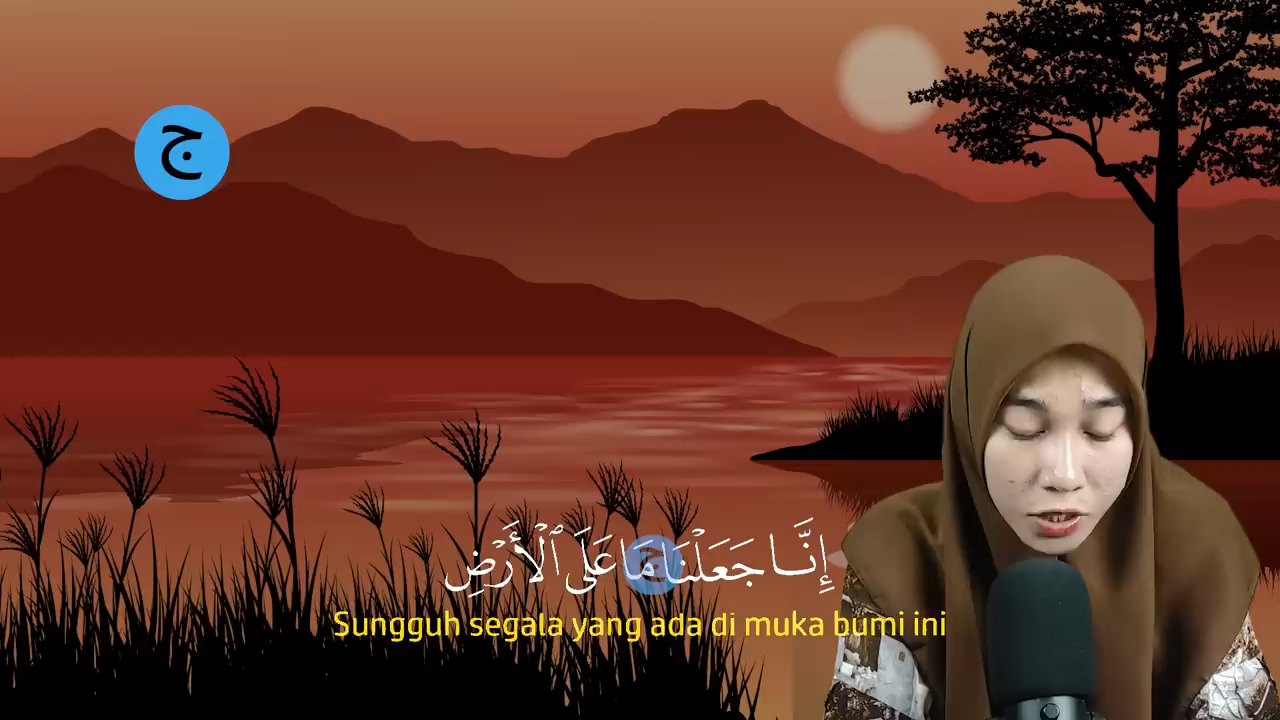 ج
إِنَّا جَعَلْنَا مَا عَلَى ٱلْأَرْضِ
Sungguh segala yang ada di muka bumi ini